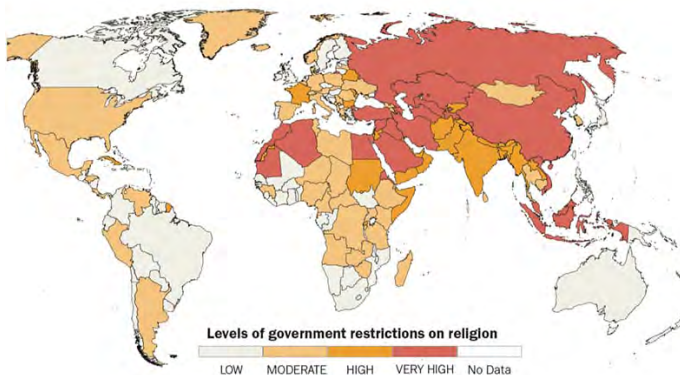 Levels of government restrictions on religion
LOW MODERATE HIGH VERY HIGH No Data